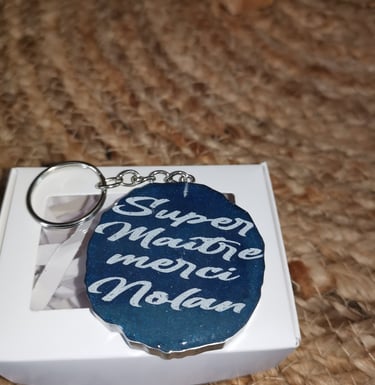 Super
Maître
merci
Nolan